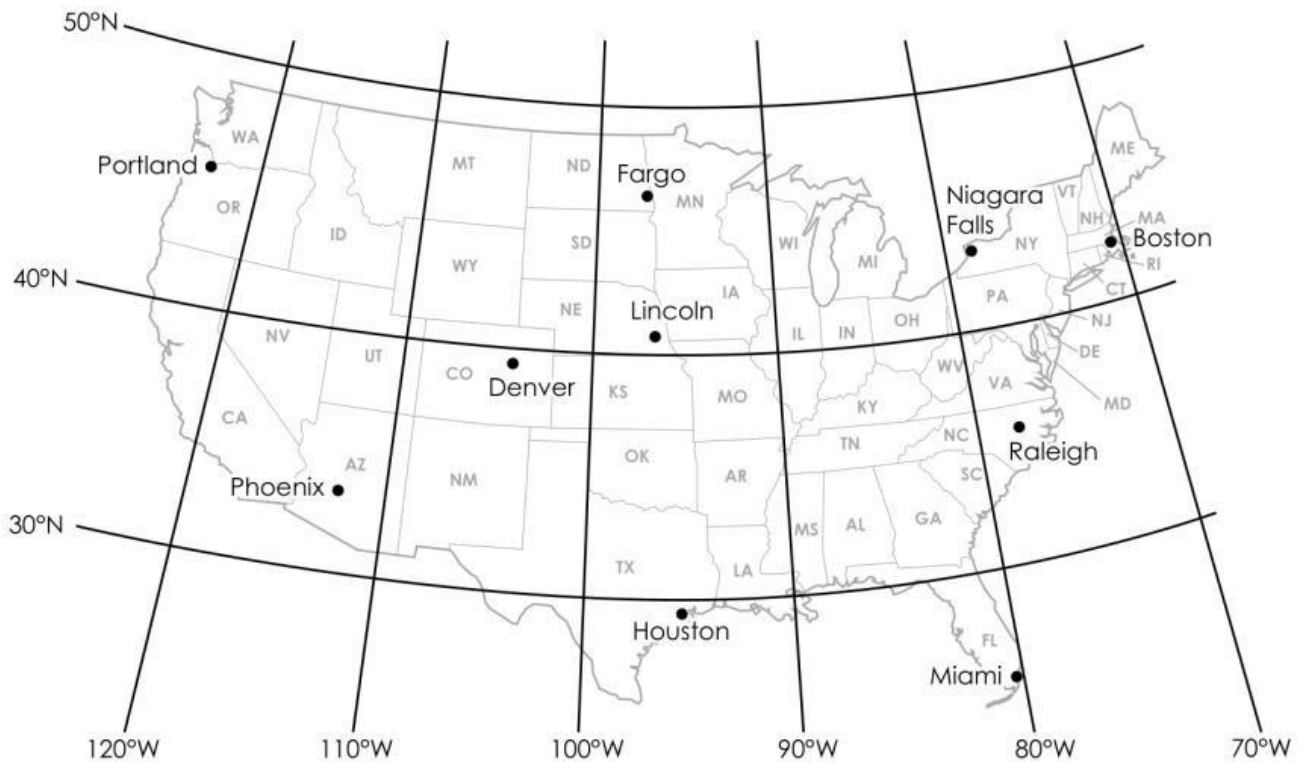 50°N
WA
Portland
MT
ND
Fargo
MN
ME
VT
NH
MA
Niagara
Falls
Boston
OR
ID
SD
WI
MI
NY
RI
CT
WY
40°N
NE
Lincoln
IA
PA
NJ
NV
UT
CO
Denver
IL
IN
OH
DE
KS
MO
WV
VA
MD
CA
KY
TN
NC
Raleigh
AZ
Phoenix
NM
OK
AR
SC
30°N
MS
AL
GA
TX
LA
Houston
FL
Miami
120°W
110°W
100°W
90°W
80°W
70°W